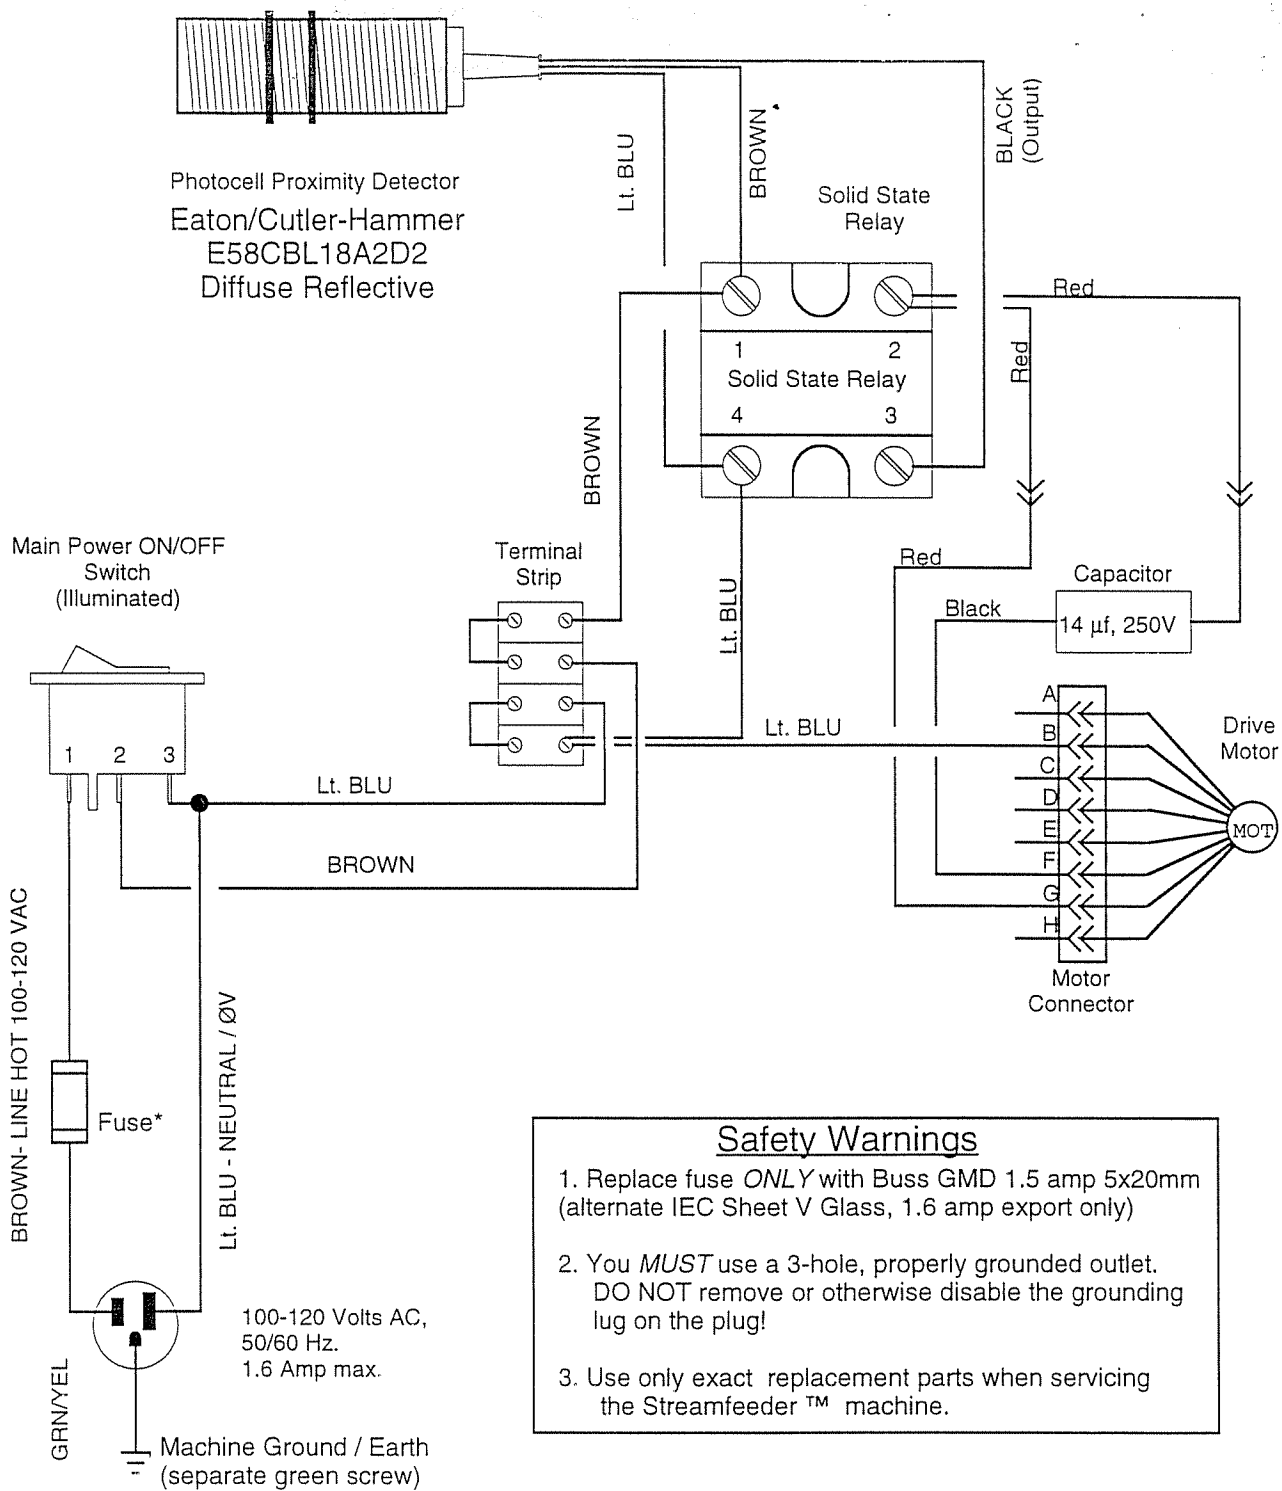 Photocell Proximity Detector
Eaton/Cutler-Hammer
E58CBL18A2D2
Diffuse Reflective
Lt. BLU
BROWN
BLACK
(Output)
Solid State
Relay
1
2
Solid State Relay
4
3
Red
Red
BROWN
Lt. BLU
Main Power ON/OFF
Switch
(Illuminated)
1 2 3
Terminal
Strip
Red
Black
Capacitor
14 µf, 250V
Lt. BLU
Lt. BLU
BROWN
A
B
C
D
E
F
G
H
Drive
Motor
MOT
Motor
Connector
BROWN- LINE HOT 100-120 VAC
Lt. BLU - NEUTRAL / ØV
Fuse*
GRN/YEL
100-120 Volts AC,
50/60 Hz.
1.6 Amp max.
Machine Ground / Earth
(separate green screw)
Safety Warnings
1. Replace fuse ONLY with Buss GMD 1.5 amp 5x20mm
(alternate IEC Sheet V Glass, 1.6 amp export only)
2. You MUST use a 3-hole, properly grounded outlet.
DO NOT remove or otherwise disable the grounding
lug on the plug!
3. Use only exact replacement parts when servicing
the Streamfeeder ™ machine.